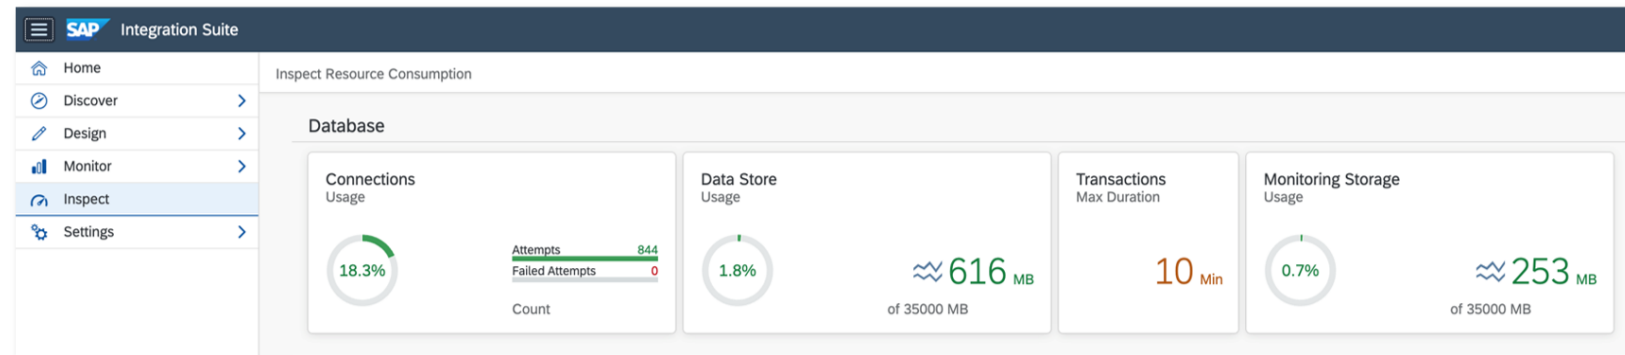 SAP Integration Suite
Home
Discover
Design
Monitor
Inspect
Settings
Inspect Resource Consumption
Database
Connections
Usage
18.3%
Attempts 844
Failed Attempts 0
Count
Data Store
Usage
1.8%
616 MB
of 35000 MB
Transactions
Max Duration
10 Min
Monitoring Storage
Usage
0.7%
253 MB
of 35000 MB